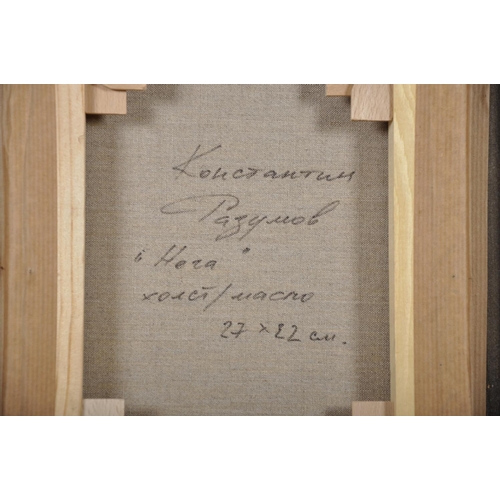 Константин
Разумов
"Нега"
холст/масло
27 x 22 см.